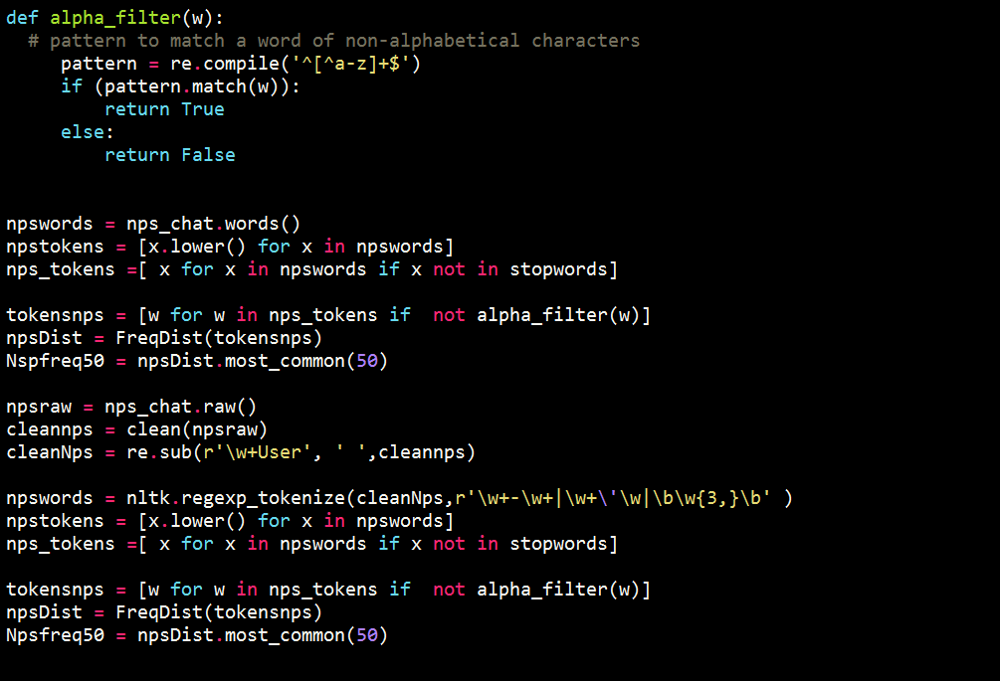 def alpha_filter(w):
  # pattern to match a word of non-alphabetical characters
     pattern = re.compile('^[^a-z]+$')
     if (pattern.match(w)):
         return True
     else:
         return False

npswords = nps_chat.words()
npstokens = [x.lower() for x in npswords]
nps_tokens =[ x for x in npswords if x not in stopwords]

tokensnps = [w for w in nps_tokens if  not alpha_filter(w)]
npsDist = FreqDist(tokensnps)
Nspfreq50 = npsDist.most_common(50)

npsraw = nps_chat.raw()
cleannps = clean(npsraw)
cleanNps = re.sub(r'\w+User', ' ',cleannps)

npswords = nltk.regexp_tokenize(cleanNps,r'\w+-\w+|\w+\'\w|\b\w{3,}\b' )
npstokens = [x.lower() for x in npswords]
nps_tokens =[ x for x in npswords if x not in stopwords]

tokensnps = [w for w in nps_tokens if  not alpha_filter(w)]
npsDist = FreqDist(tokensnps)
Npsfreq50 = npsDist.most_common(50)